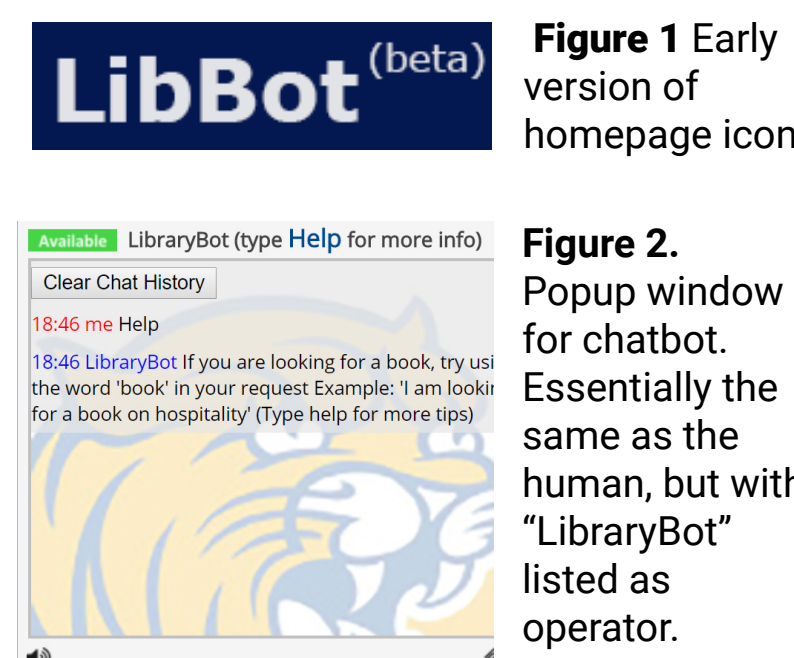 LibBot (beta)
Figure 1 Early
version of
homepage icon
Available LibraryBot (type Help for more info)
Clear Chat History
18:46 me Help
18:46 LibraryBot If you are looking for a book, try usi
the word 'book' in your request Example: 'I am lookin
for a book on hospitality' (Type help for more tips)
Figure 2.
Popup window
for chatbot.
Essentially the
same as the
human, but with
“LibraryBot”
listed as
operator.